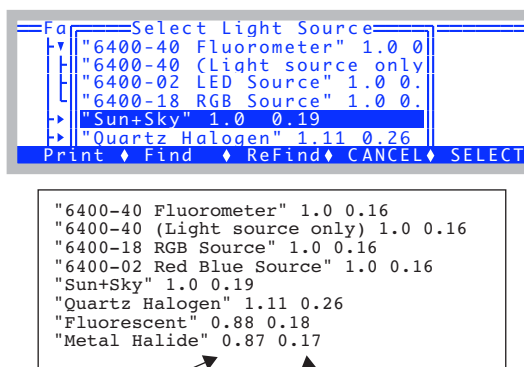 Fa Select Light Source
"6400-40 Fluorometer" 1.0 0
"6400-40 (Light source only
"6400-02 LED Source" 1.0 0.
"6400-18 RGB Source" 1.0 0.
"Sun+Sky" 1.0 0.19
"Quartz Halogen" 1.11 0.26
Print ♦ Find ♦ ReFind♦ CANCEL♦ SELECT
"6400-40 Fluorometer" 1.0 0.16
"6400-40 (Light source only) 1.0 0.16
"6400-18 RGB Source" 1.0 0.16
"6400-02 Red Blue Source" 1.0 0.16
"Sun+Sky" 1.0 0.19
"Quartz Halogen" 1.11 0.26
"Fluorescent" 0.88 0.18
"Metal Halide" 0.87 0.17